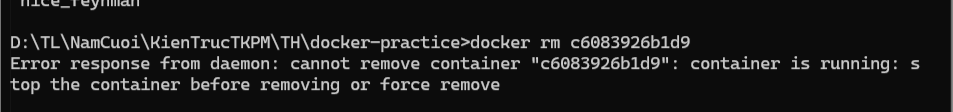 nice_feynman
D:\TL\NamCuoi\KienTrucTKPM\TH\docker-practice>docker rm c6083926b1d9
Error response from daemon: cannot remove container "c6083926b1d9": container is running: s
top the container before removing or force remove